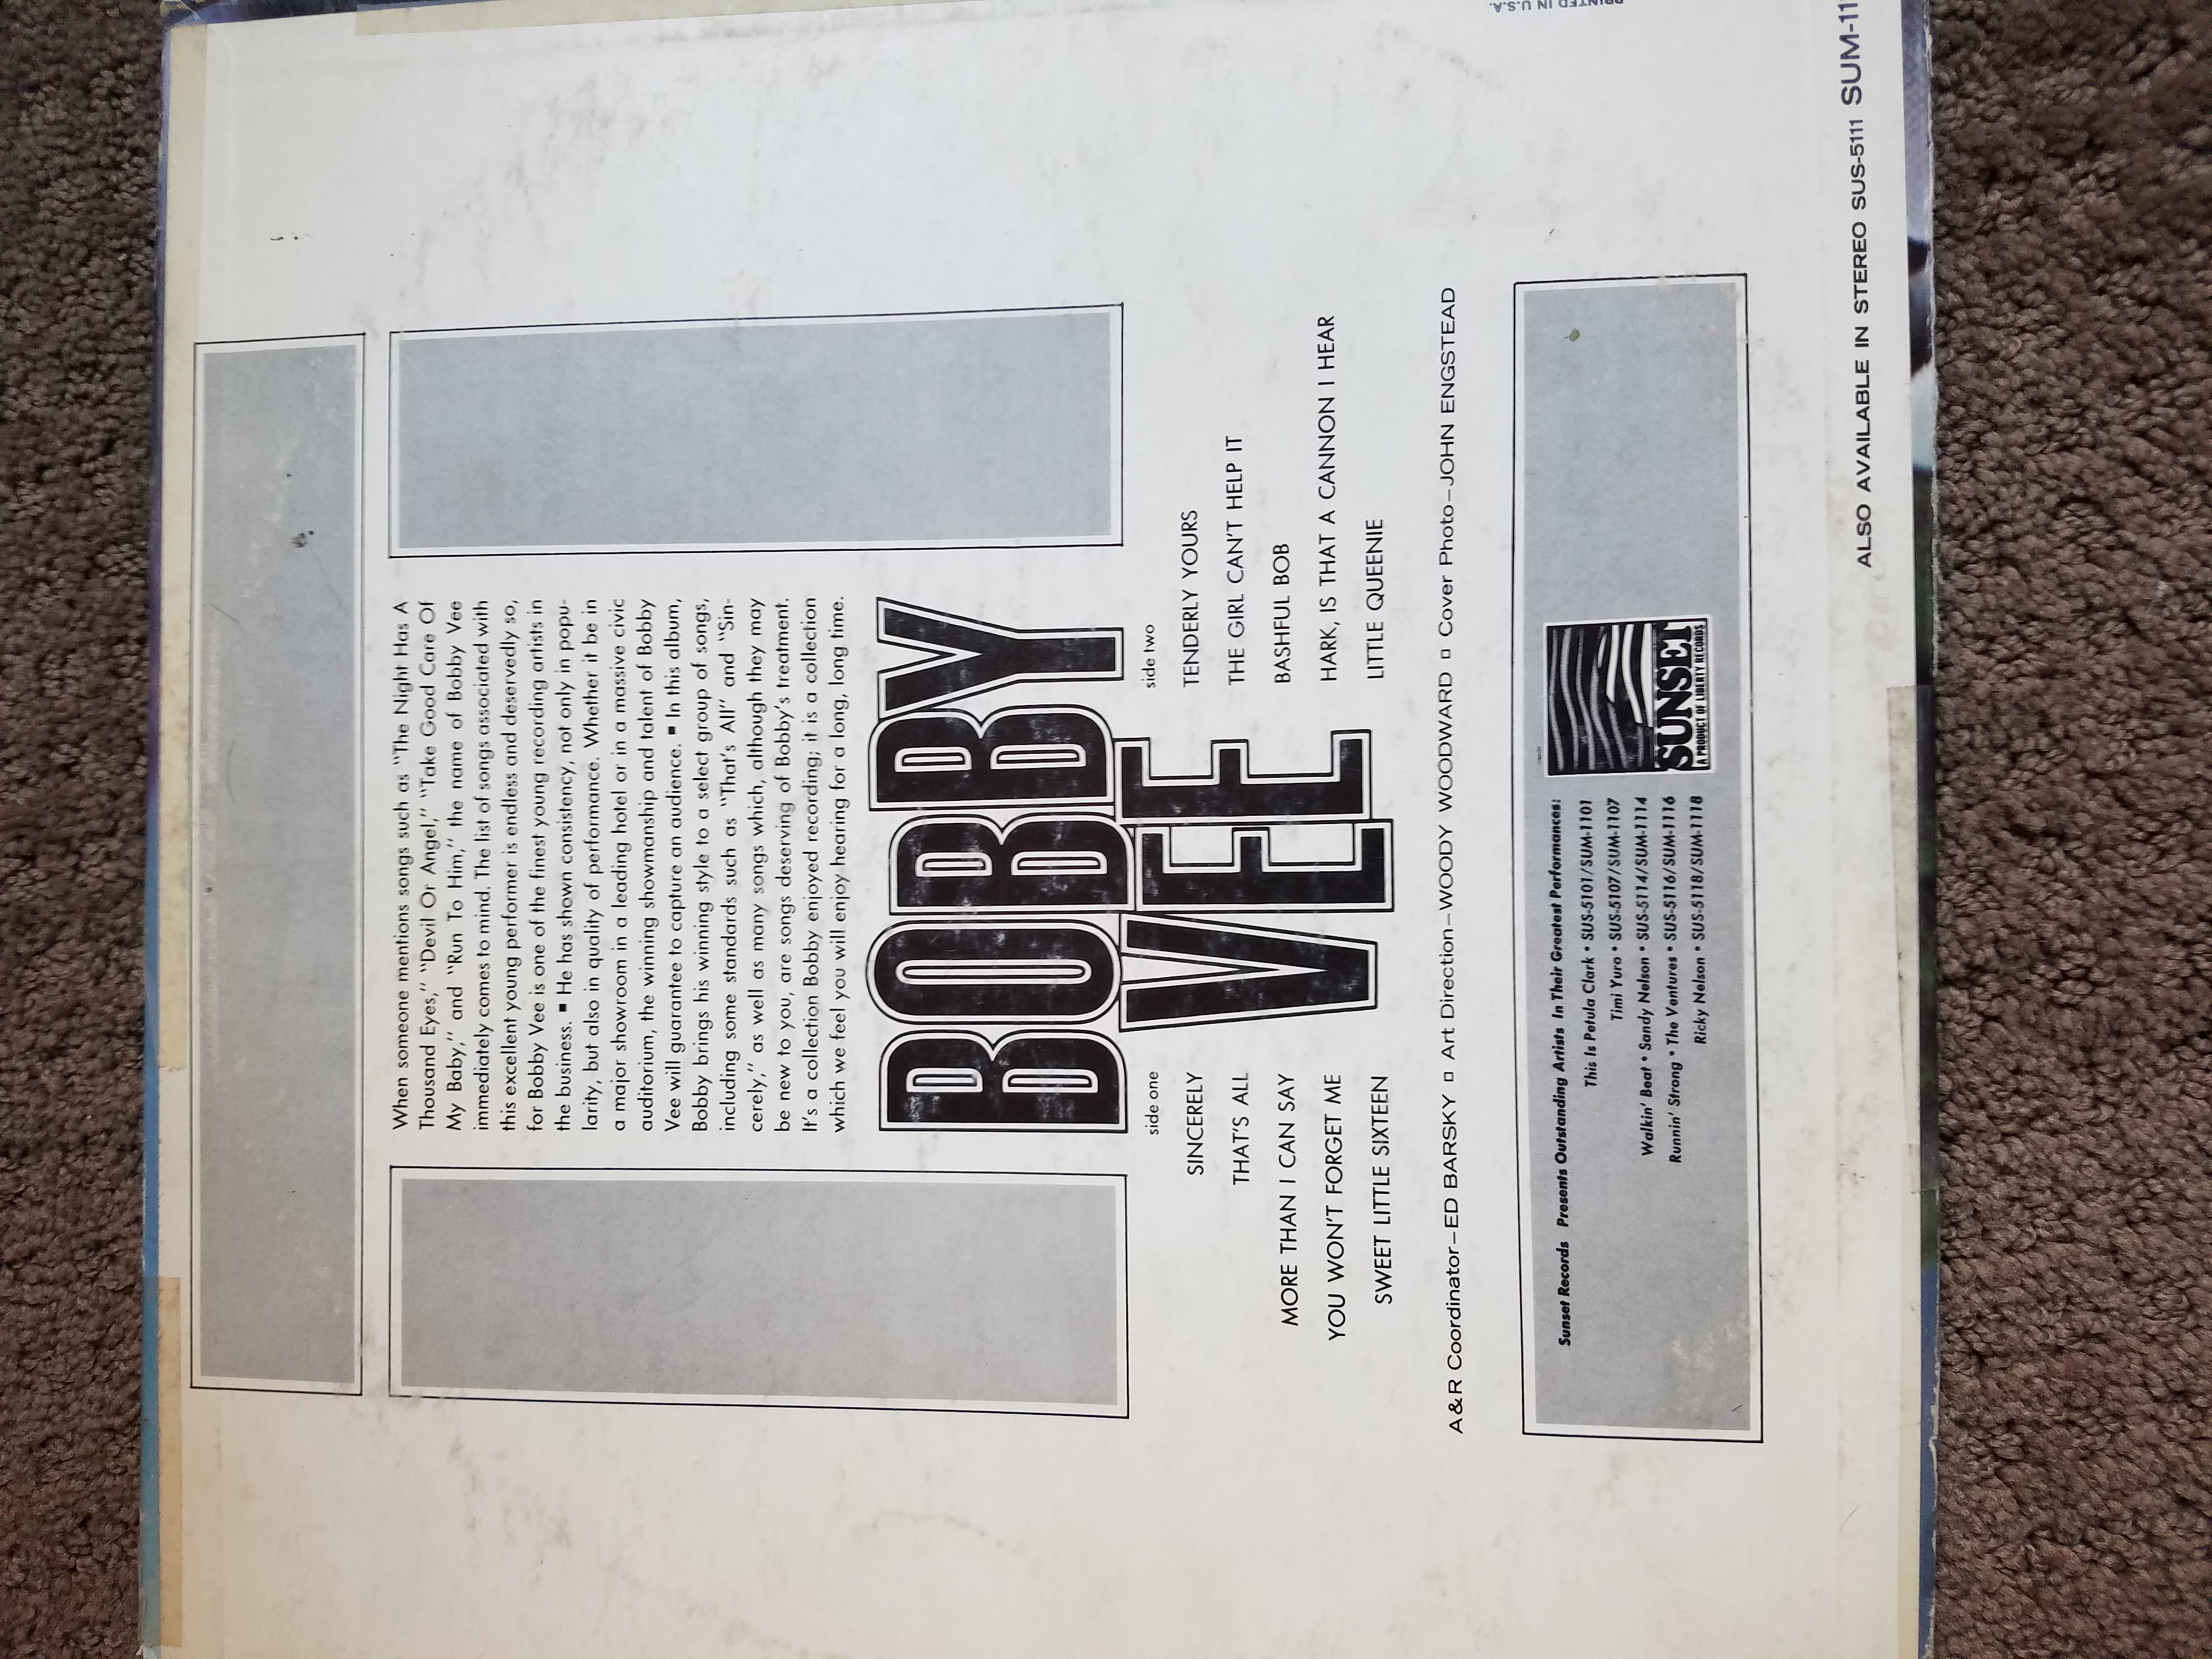 When someone mentions songs such as "The Night Has A
Thousand Eyes," "Devil Or Angel," "Take Good Care Of
My Baby," and "Run To Him," the name of Bobby Vee
immediately comes to mind. The list of songs associated with
this excellent young performer is endless and deservedly so,
for Bobby Vee is one of the finest young recording artists in
the business. ■ He has shown consistency, not only in popu-
larity, but also in quality of performance. Whether it be in
a major showroom in a leading hotel or in a massive civic
auditorium, the winning showmanship and talent of Bobby
Vee will guarantee to capture an audience. ■ In this album,
Bobby brings his winning style to a select group of songs,
including some standards such as "That's All" and "Sin-
cerely," as well as many songs which, although they may
be new to you, are songs deserving of Bobby's treatment.
It's a collection Bobby enjoyed recording; it is a collection
which we feel you will enjoy hearing for a long, long time.
BOBBY
VEE
side one
SINCERELY
THAT'S ALL
MORE THAN I CAN SAY
YOU WON'T FORGET ME
SWEET LITTLE SIXTEEN
side two
TENDERLY YOURS
THE GIRL CAN'T HELP IT
BASHFUL BOB
HARK, IS THAT A CANNON I HEAR
LITTLE QUEENIE
A&R Coordinator—ED BARSKY □ Art Direction—WOODY WOODWARD □ Cover Photo—JOHN ENGSTEAD
Sunset Records Presents Outstanding Artists In Their Greatest Performances:
This Is Petula Clark • SUS-5101/SUM-1101
Timi Yuro • SUS-5107/SUM-1107
Walkin' Beat • Sandy Nelson • SUS-5114/SUM-1114
Runnin' Strong • The Ventures • SUS-5116/SUM-1116
Ricky Nelson • SUS-5118/SUM-1118
SUNSET
A PRODUCT OF LIBERTY RECORDS
ALSO AVAILABLE IN STEREO SUS-5111 SUM-111
PRINTED IN U.S.A.